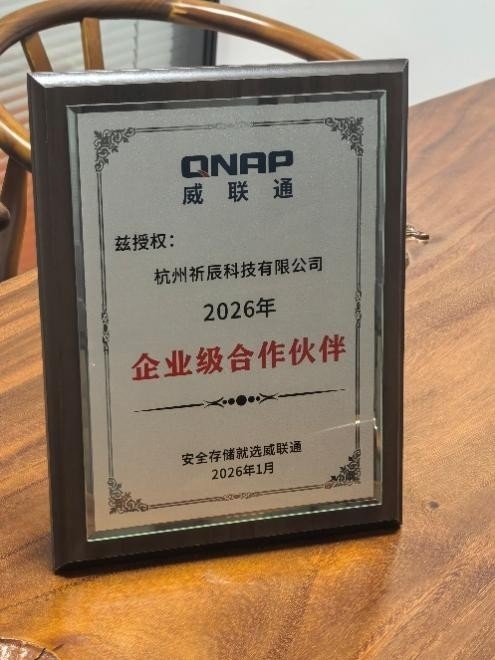 QNAP
威联通
兹授权：
杭州祈辰科技有限公司
2026年
企业级合作伙伴
安全存储就选威联通
2026年1月